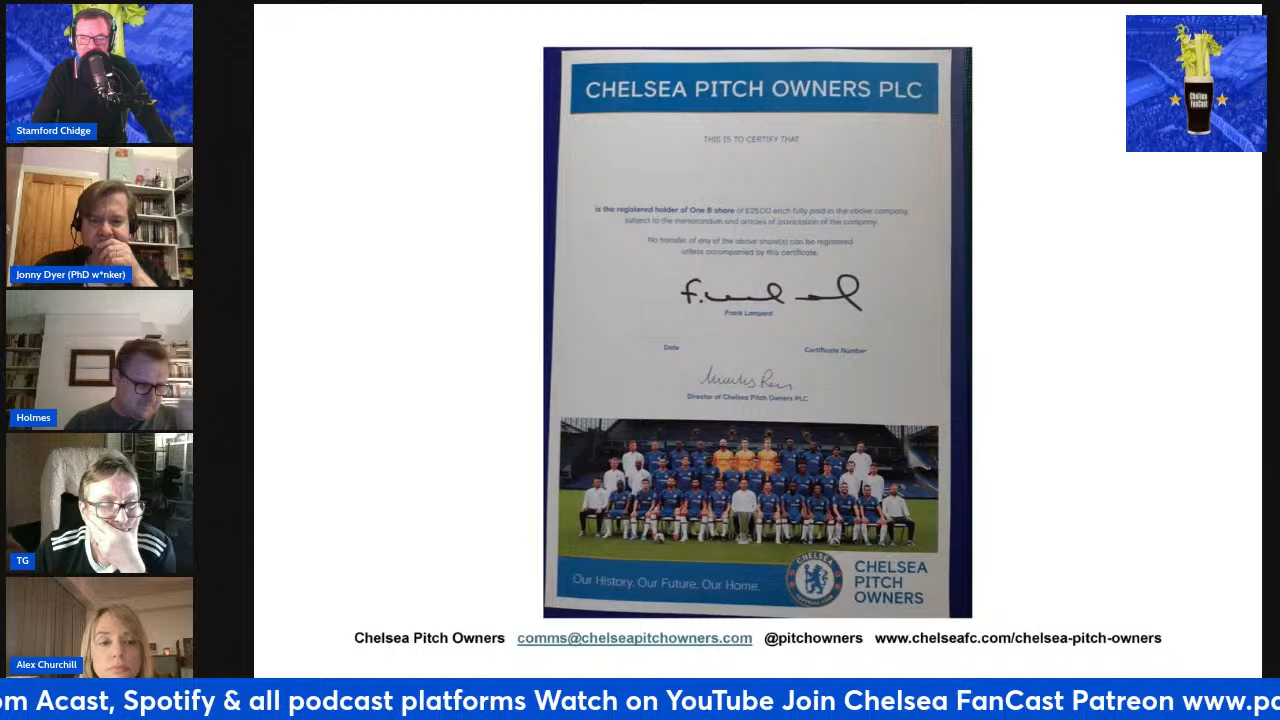 Stamford Chidge
Jonny Dyer (PhD w*nker)
Holmes
TG
Alex Churchill
CHELSEA PITCH OWNERS PLC
THIS IS TO CERTIFY THAT
is the registered holder of One B share of £25.00 each fully paid in the above company,
subject to the memorandum and articles of association of the company.
No transfer of any of the above share(s) can be registered
unless accompanied by this certificate.
Frank Lampard
Date
Certificate Number
Director of Chelsea Pitch Owners PLC
Our History. Our Future. Our Home.
CHELSEA
FOOTBALL CLUB
CHELSEA
PITCH
OWNERS
Chelsea Pitch Owners comms@chelseapitchowners.com @pitchowners www.chelseafc.com/chelsea-pitch-owners
Chelsea
FanCast
om Acast, Spotify & all podcast platforms Watch on YouTube Join Chelsea FanCast Patreon www.pa